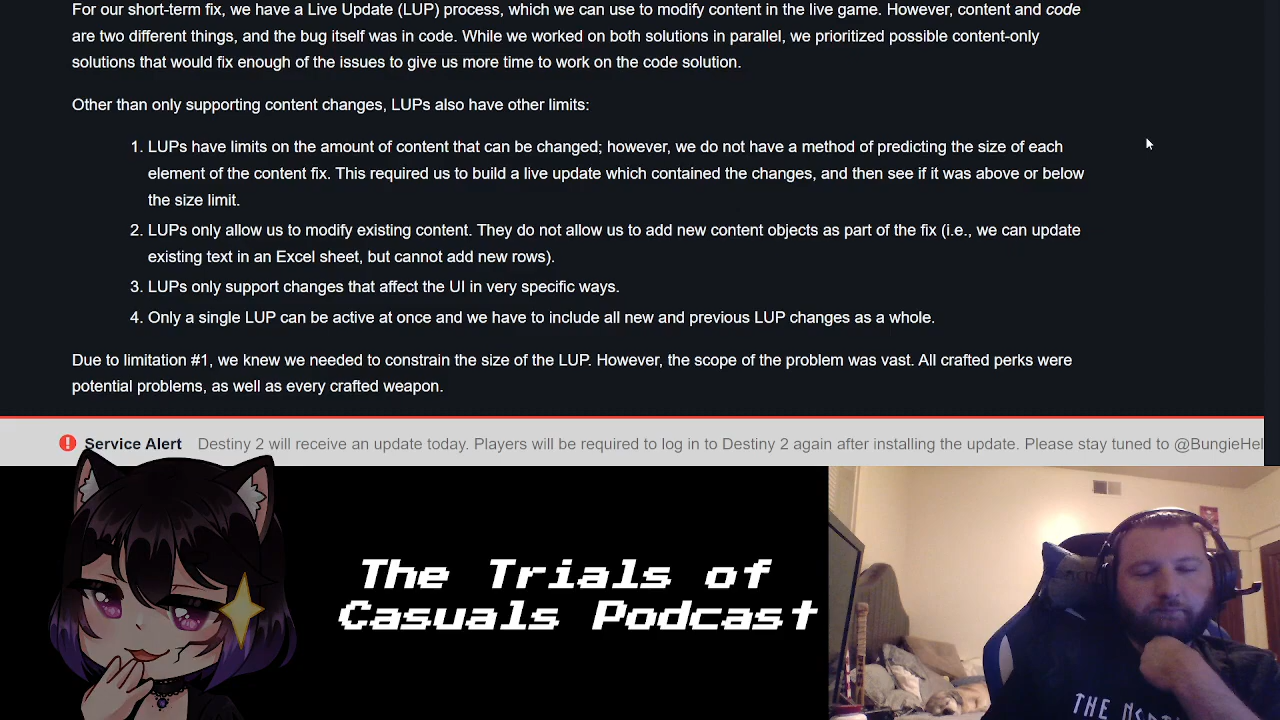 For our short-term fix, we have a Live Update (LUP) process, which we can use to modify content in the live game. However, content and code
are two different things, and the bug itself was in code. While we worked on both solutions in parallel, we prioritized possible content-only
solutions that would fix enough of the issues to give us more time to work on the code solution.
Other than only supporting content changes, LUPs also have other limits:
1. LUPs have limits on the amount of content that can be changed; however, we do not have a method of predicting the size of each
element of the content fix. This required us to build a live update which contained the changes, and then see if it was above or below
the size limit.
2. LUPs only allow us to modify existing content. They do not allow us to add new content objects as part of the fix (i.e., we can update
existing text in an Excel sheet, but cannot add new rows).
3. LUPs only support changes that affect the UI in very specific ways.
4. Only a single LUP can be active at once and we have to include all new and previous LUP changes as a whole.
Due to limitation #1, we knew we needed to constrain the size of the LUP. However, the scope of the problem was vast. All crafted perks were
potential problems, as well as every crafted weapon.
Service Alert Destiny 2 will receive an update today. Players will be required to log in to Destiny 2 again after installing the update. Please stay tuned to @BungieHel
The Trials of
Casuals Podcast
THE